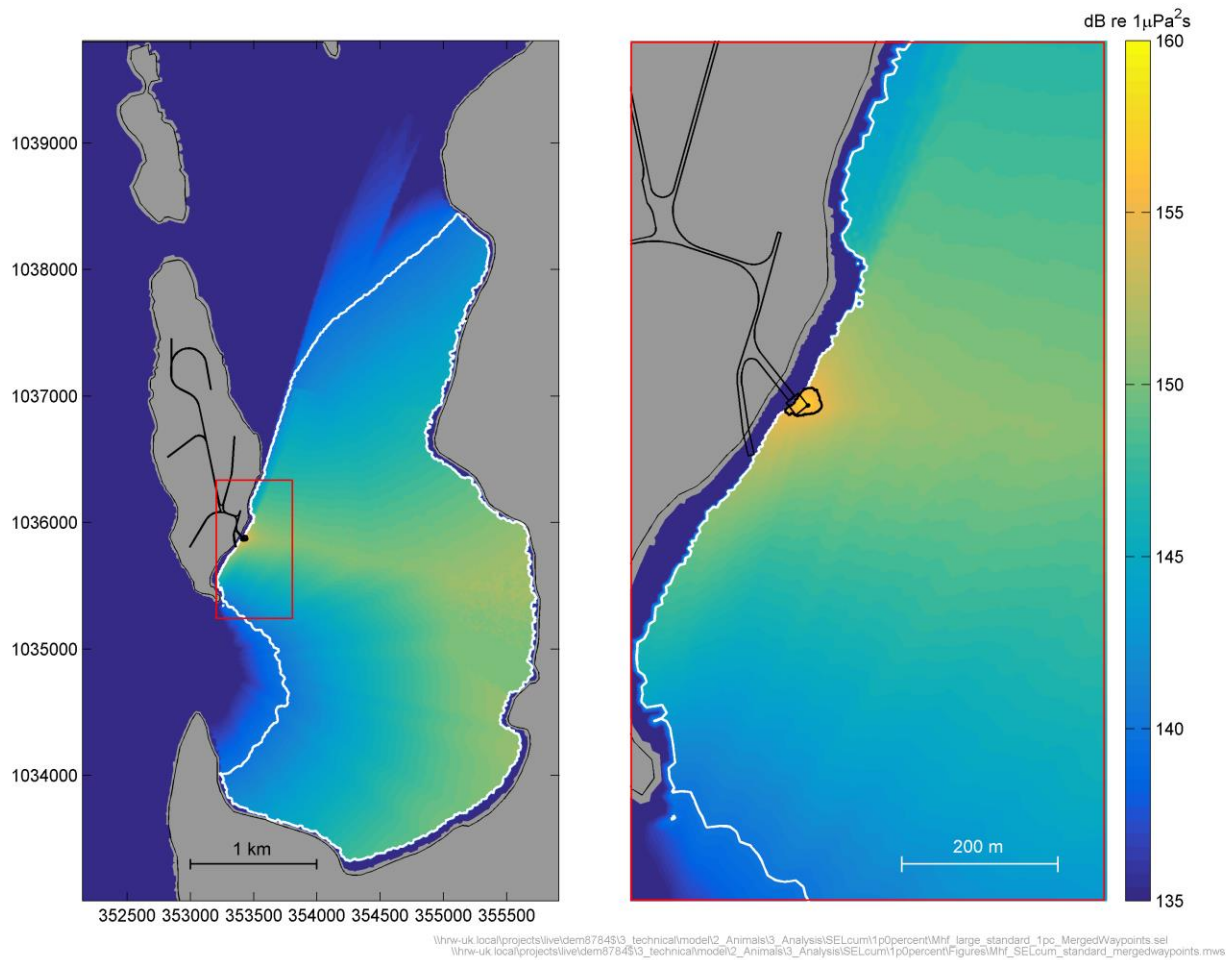 dB re 1µPa²s
160
155
150
145
140
135
1039000
1038000
1037000
1036000
1035000
1034000
1 km
200 m
352500 353000 353500 354000 354500 355000 355500
\\hrw-uk.local\projects\live\dem8784$\3_technical\model\2_Animals\3_Analysis\SELcum\1p0percent\Mhf_large_standard_1pc_MergedWaypoints.sel
\\hrw-uk.local\projects\live\dem8784$\3_technical\model\2_Animals\3_Analysis\SELcum\1p0percent\Figures\Mhf_SELcum_standard_mergedwaypoints.mws